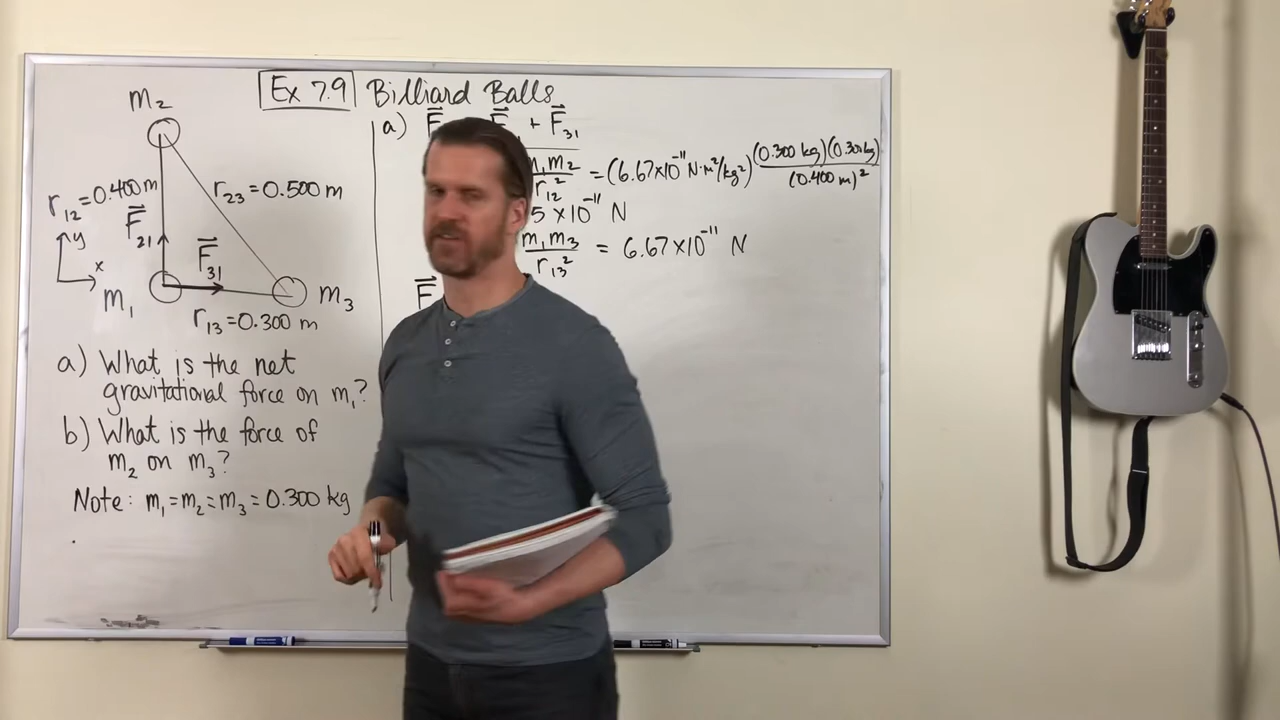 Ex 7.9 Billiard Balls
m₂
r₁₂=0.400 m
r₂₃=0.500 m
F⃗₂₁
y
x
F⃗₃₁
m₁
m₃
r₁₃=0.300 m
a) What is the net
gravitational force on m₁?
b) What is the force of
m₂ on m₃?
Note: m₁=m₂=m₃=0.300 kg
a) F⃗ + F⃗₃₁
m₁m₂/r₁₂² = (6.67×10⁻¹¹ N·m²/kg²) (0.300 kg)(0.300 kg)/(0.400 m)²
5 ×10⁻¹¹ N
m₁m₃/r₁₃² = 6.67×10⁻¹¹ N
F⃗